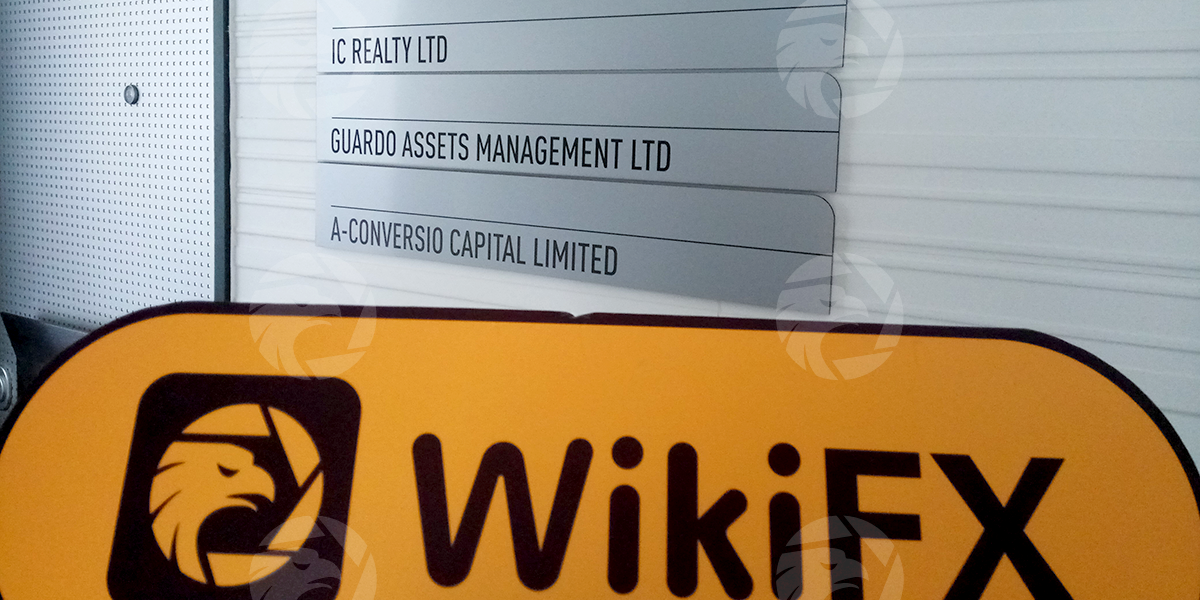 IC REALTY LTD
GUARDO ASSETS MANAGEMENT LTD
A-CONVERSIO CAPITAL LIMITED
WikiFX